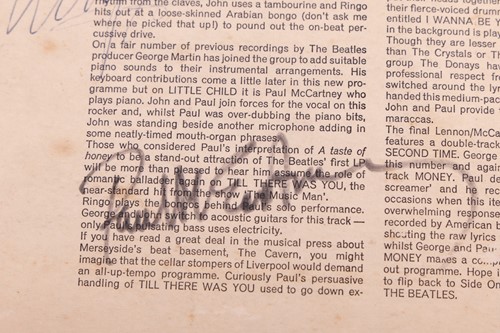 rhythm from the claves, John uses a tambourine and Ringo
hits out at a loose-skinned Arabian bongo (don't ask me
where he picked that up!) to pound out the on-beat per-
cussive drive.
On a fair number of previous recordings by The Beatles
producer George Martin has joined the group to add suitable
piano sounds to their instrumental arrangements. His
keyboard contributions come a little later in this new pro-
gramme but on LITTLE CHILD it is Paul McCartney who
plays piano. John and Paul join forces for the vocal on this
rocker and, whilst Paul was over-dubbing the piano bits,
John was standing beside another microphone adding in
some neatly-timed mouth-organ phrases.
Those who considered Paul's interpretation of A taste of
honey to be a stand-out attraction of The Beatles' first LP
will be more than pleased to hear him assume the role of
romantic balladeer again on TILL THERE WAS YOU, the
near-standard hit from the show 'The Music Man'.
Ringo plays the bongos behind Paul's solo performance.
George and John switch to acoustic guitars for this track —
only Paul's pulsating bass uses electricity.
If you have read a great deal in the musical press about
Merseyside's beat basement, The Cavern, you might
imagine that the cellar stompers of Liverpool would demand
an all-up-tempo programme. Curiously Paul's persuasive
handling of TILL THERE WAS YOU used to go down ex-
Paul McCartney
their fierce-voiced drumm
entitled I WANNA BE YO
in the background is play
Though they are lesser
than The Crystals or Th
group The Donays have
professional respect fr
switched his mid-cours
handed this medium-pac
John and Paul provide
maraccas.
The final Lennon/McCa
features a double-track
SECOND TIME. George
this number and again
track MONEY. Paul
screamer' and he rec
occasions when this iter
overwhelming response
recorded by American b
shouting the raw lyric
whilst George and Paul
MONEY makes a
out programme. Hope
to flip back to Side On
THE BEATLES.